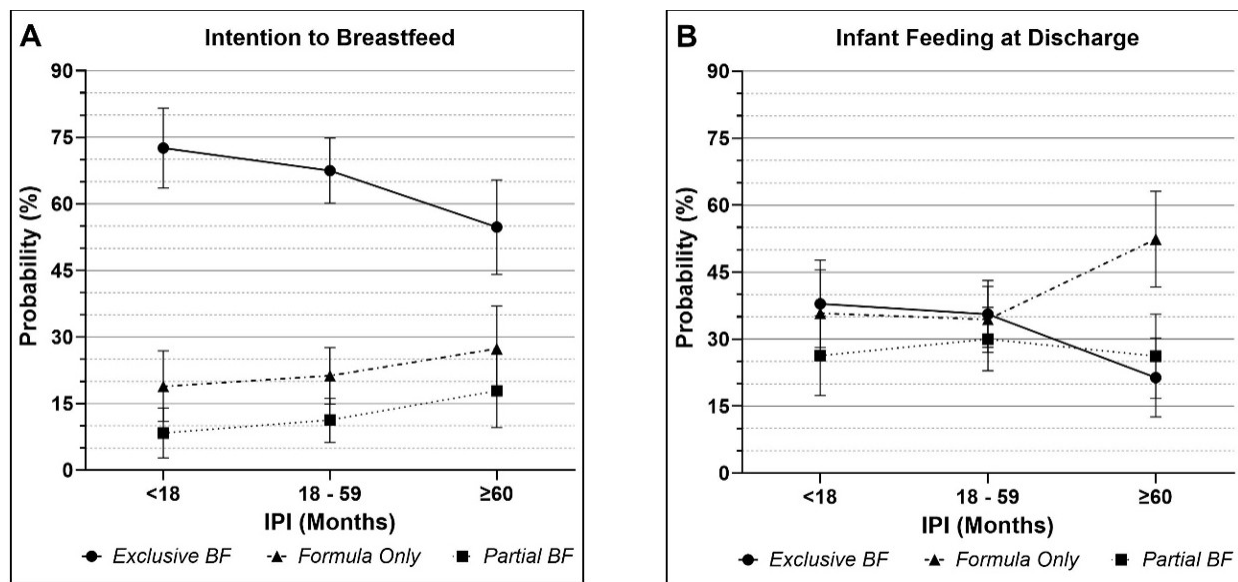 A
Intention to Breastfeed
90
75
60
45
30
15
0
Probability (%)
<18
18 - 59
≥60
IPI (Months)
Exclusive BF
Formula Only
Partial BF
B
Infant Feeding at Discharge
90
75
60
45
30
15
0
Probability (%)
<18
18 - 59
≥60
IPI (Months)
Exclusive BF
Formula Only
Partial BF